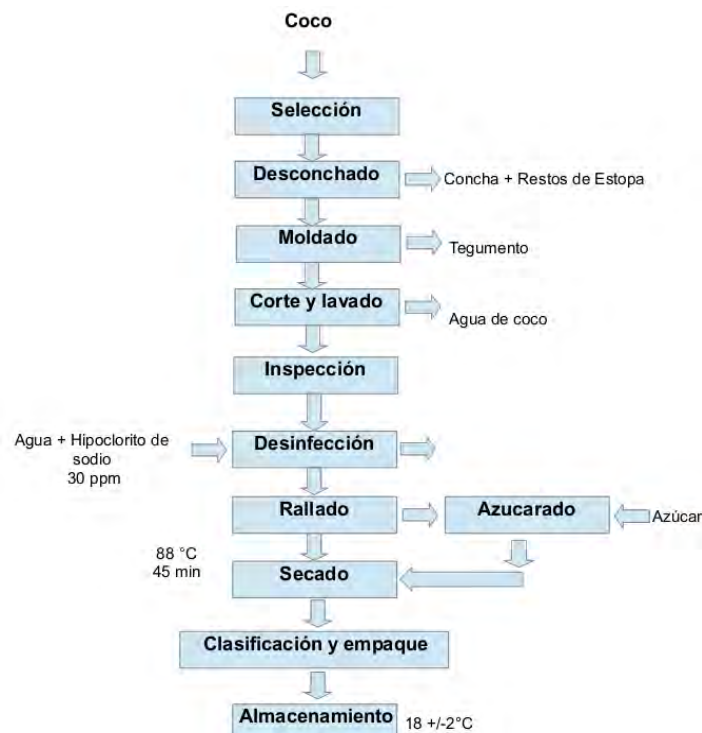 Coco
Selección
Desconchado
Concha + Restos de Estopa
Moldado
Tegumento
Corte y lavado
Agua de coco
Inspección
Agua + Hipoclorito de
sodio
30 ppm
Desinfección
Rallado
Azucarado
Azúcar
88 °C
45 min
Secado
Clasificación y empaque
Almacenamiento
18 +/-2°C